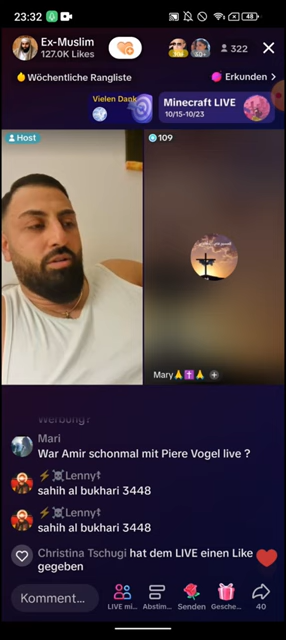 23:32
48
Ex-Muslim
127.0K Likes
322
Wöchentliche Rangliste
Erkunden >
Vielen Dank
Minecraft LIVE
10/15-10/23
Host
109
Mary🙏✝️🙏
Werbung?
Mari
War Amir schonmal mit Piere Vogel live ?
⚡☠️Lenny✝
sahih al bukhari 3448
⚡☠️Lenny✝
sahih al bukhari 3448
Christina Tschugi hat dem LIVE einen Like
gegeben
Komment...
LIVE mi...
Abstim...
Senden
Gesche...
40